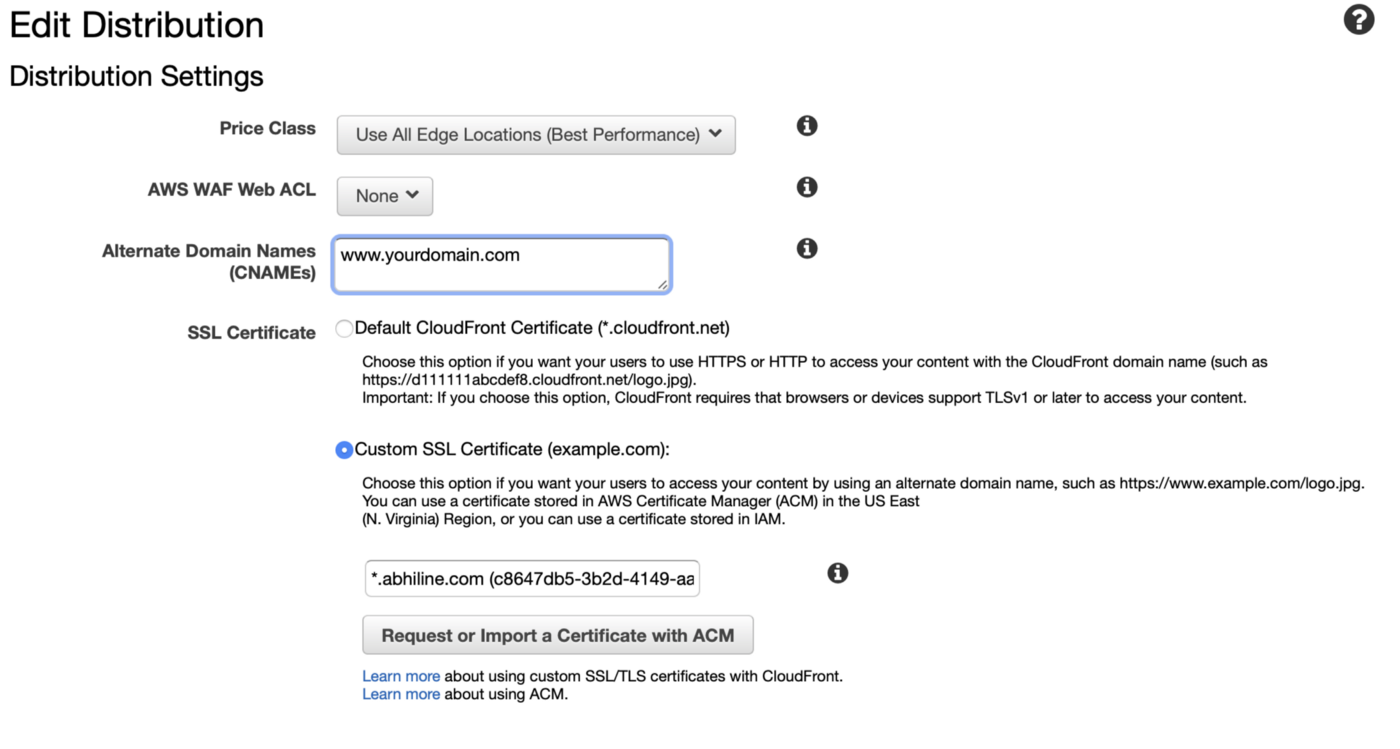 Edit Distribution
Distribution Settings
Price Class
Use All Edge Locations (Best Performance)
AWS WAF Web ACL
None
Alternate Domain Names
(CNAMEs)
www.yourdomain.com
SSL Certificate
Default CloudFront Certificate (*.cloudfront.net)
Choose this option if you want your users to use HTTPS or HTTP to access your content with the CloudFront domain name (such as
https://d111111abcdef8.cloudfront.net/logo.jpg).
Important: If you choose this option, CloudFront requires that browsers or devices support TLSv1 or later to access your content.
Custom SSL Certificate (example.com):
Choose this option if you want your users to access your content by using an alternate domain name, such as https://www.example.com/logo.jpg.
You can use a certificate stored in AWS Certificate Manager (ACM) in the US East
(N. Virginia) Region, or you can use a certificate stored in IAM.
*.abhiline.com (c8647db5-3b2d-4149-aa
Request or Import a Certificate with ACM
Learn more about using custom SSL/TLS certificates with CloudFront.
Learn more about using ACM.